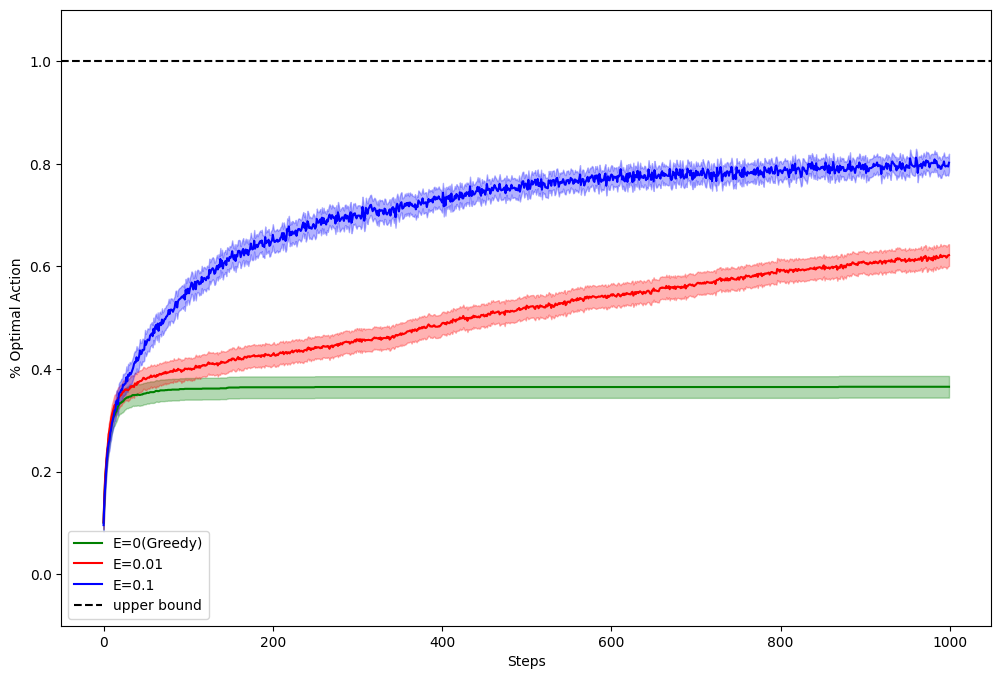 1.0
0.8
0.6
0.4
0.2
0.0
% Optimal Action
E=0(Greedy)
E=0.01
E=0.1
upper bound
0 200 400 600 800 1000
Steps